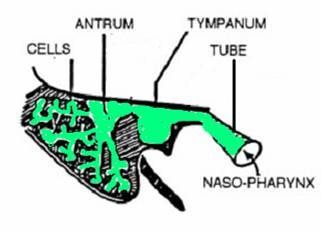 ANTRUM
TYMPANUM
CELLS
TUBE
NASO-PHARYNX